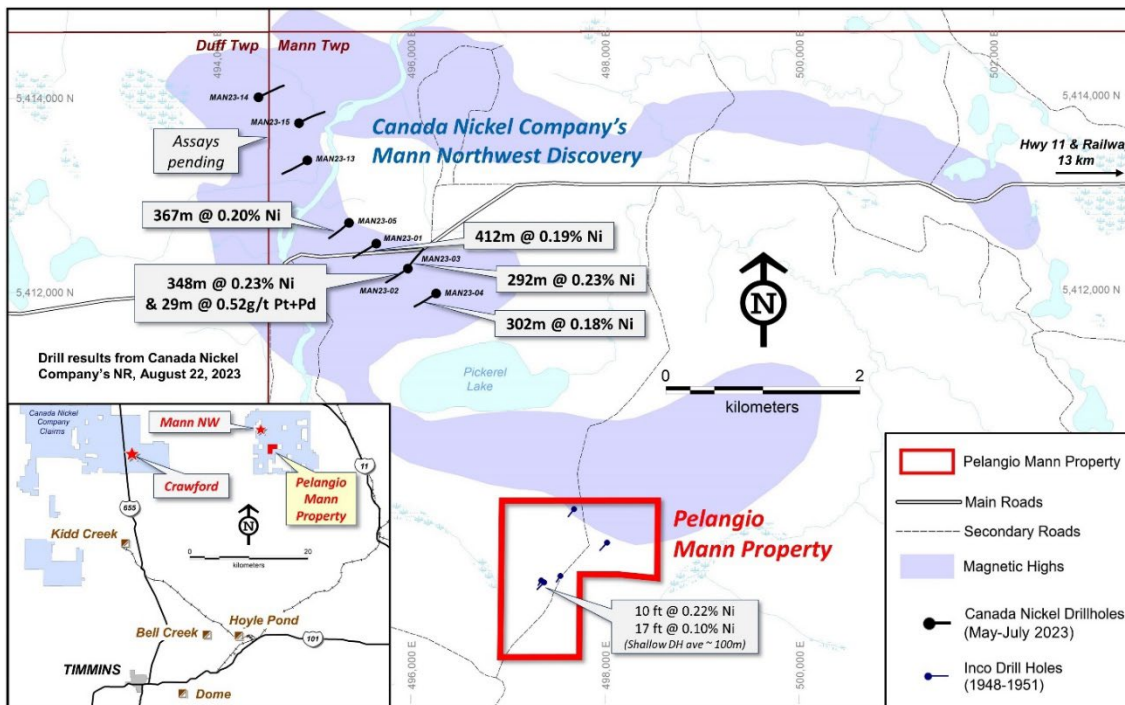 Duff Twp
Mann Twp
494,000 E
496,000 E
498,000 E
500,000 E
502,000 E
5,414,000 N
5,414,000 N
MAN23-14
MAN23-15
MAN23-13
Assays
pending
Canada Nickel Company's
Mann Northwest Discovery
Hwy 11 & Railway
13 km
367m @ 0.20% Ni
MAN23-05
MAN23-01
412m @ 0.19% Ni
MAN23-03
348m @ 0.23% Ni
& 29m @ 0.52g/t Pt+Pd
MAN23-02
292m @ 0.23% Ni
MAN23-04
302m @ 0.18% Ni
5,412,000 N
5,412,000 N
Drill results from Canada Nickel
Company's NR, August 22, 2023
Pickerel
Lake
N
0
2
kilometers
Canada Nickel
Company
Claims
Mann NW
Crawford
Pelangio
Mann
Property
11
655
N
0
20
kilometers
Kidd Creek
Bell Creek
Hoyle Pond
101
TIMMINS
Dome
Pelangio
Mann Property
10 ft @ 0.22% Ni
17 ft @ 0.10% Ni
(Shallow DH ave ~ 100m)
496,000 E
498,000 E
500,000 E
Pelangio Mann Property
Main Roads
Secondary Roads
Magnetic Highs
Canada Nickel Drillholes
(May-July 2023)
Inco Drill Holes
(1948-1951)